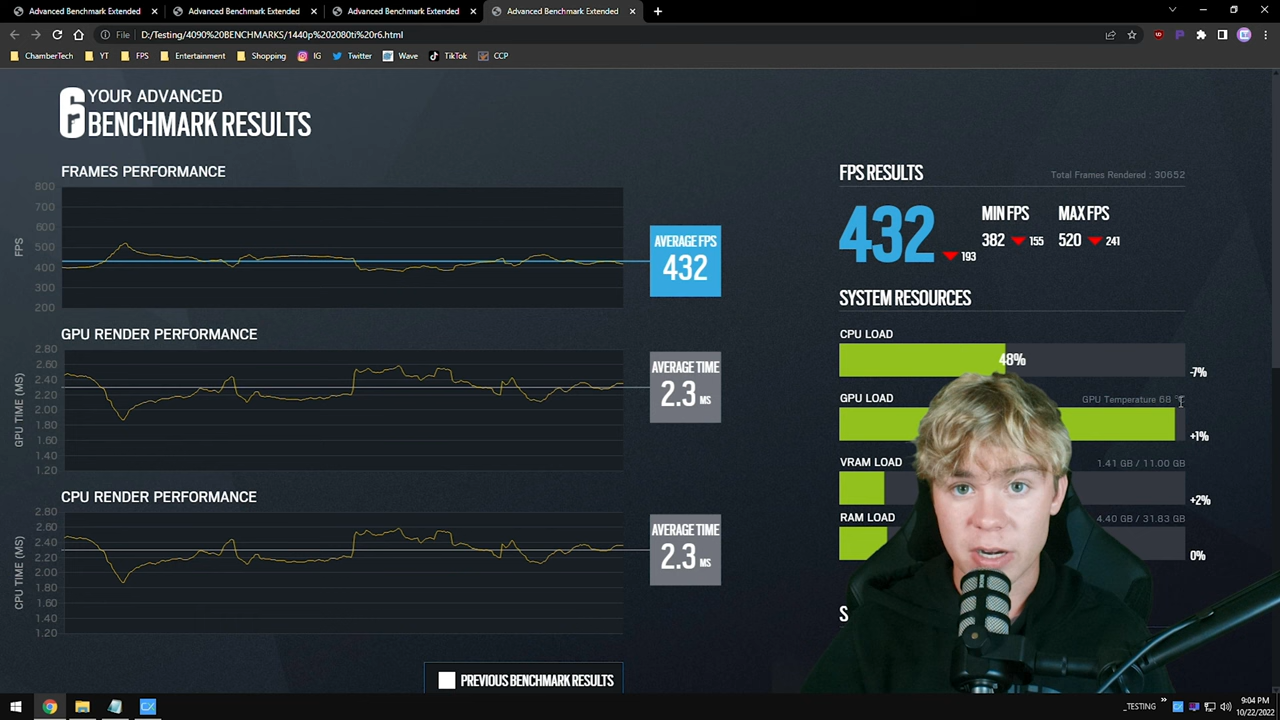 Advanced Benchmark Extended
Advanced Benchmark Extended
Advanced Benchmark Extended
Advanced Benchmark Extended
File
D:/Testing/4090%20BENCHMARKS/1440p%202080ti%20r6.html
ChamberTech
YT
FPS
Entertainment
Shopping
IG
Twitter
Wave
TikTok
CCP
6
YOUR ADVANCED
BENCHMARK RESULTS
FRAMES PERFORMANCE
800
700
600
500
400
300
200
FPS
AVERAGE FPS
432
GPU RENDER PERFORMANCE
2.80
2.60
2.40
2.20
2.00
1.80
1.60
1.20
GPU TIME (MS)
AVERAGE TIME
2.3 MS
CPU RENDER PERFORMANCE
2.80
2.60
2.40
2.20
2.00
1.80
1.60
1.20
CPU TIME (MS)
AVERAGE TIME
2.3 MS
PREVIOUS BENCHMARK RESULTS
FPS RESULTS
Total Frames Rendered : 30652
432
193
MIN FPS
382 155
MAX FPS
520 241
SYSTEM RESOURCES
CPU LOAD
48%
-7%
GPU LOAD
GPU Temperature 68 °C
+1%
VRAM LOAD
1.41 GB / 11.00 GB
+2%
RAM LOAD
4.40 GB / 31.83 GB
0%
S
_TESTING
9:04 PM
10/22/2022